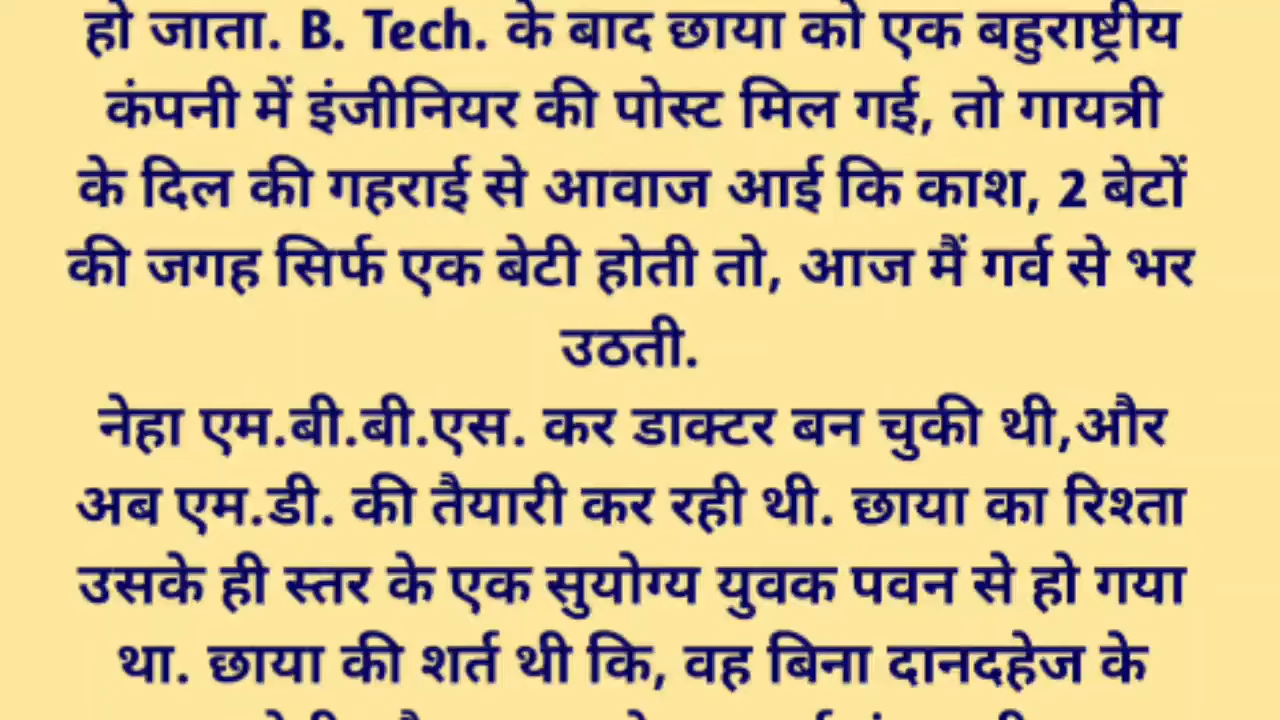 हो जाता. B. Tech. के बाद छाया को एक बहुराष्ट्रीय
कंपनी में इंजीनियर की पोस्ट मिल गई, तो गायत्री
के दिल की गहराई से आवाज आई कि काश, 2 बेटों
की जगह सिर्फ एक बेटी होती तो, आज मैं गर्व से भर
उठती.
नेहा एम.बी.बी.एस. कर डाक्टर बन चुकी थी,और
अब एम.डी. की तैयारी कर रही थी. छाया का रिश्ता
उसके ही स्तर के एक सुयोग्य युवक पवन से हो गया
था. छाया की शर्त थी कि, वह बिना दानदहेज के